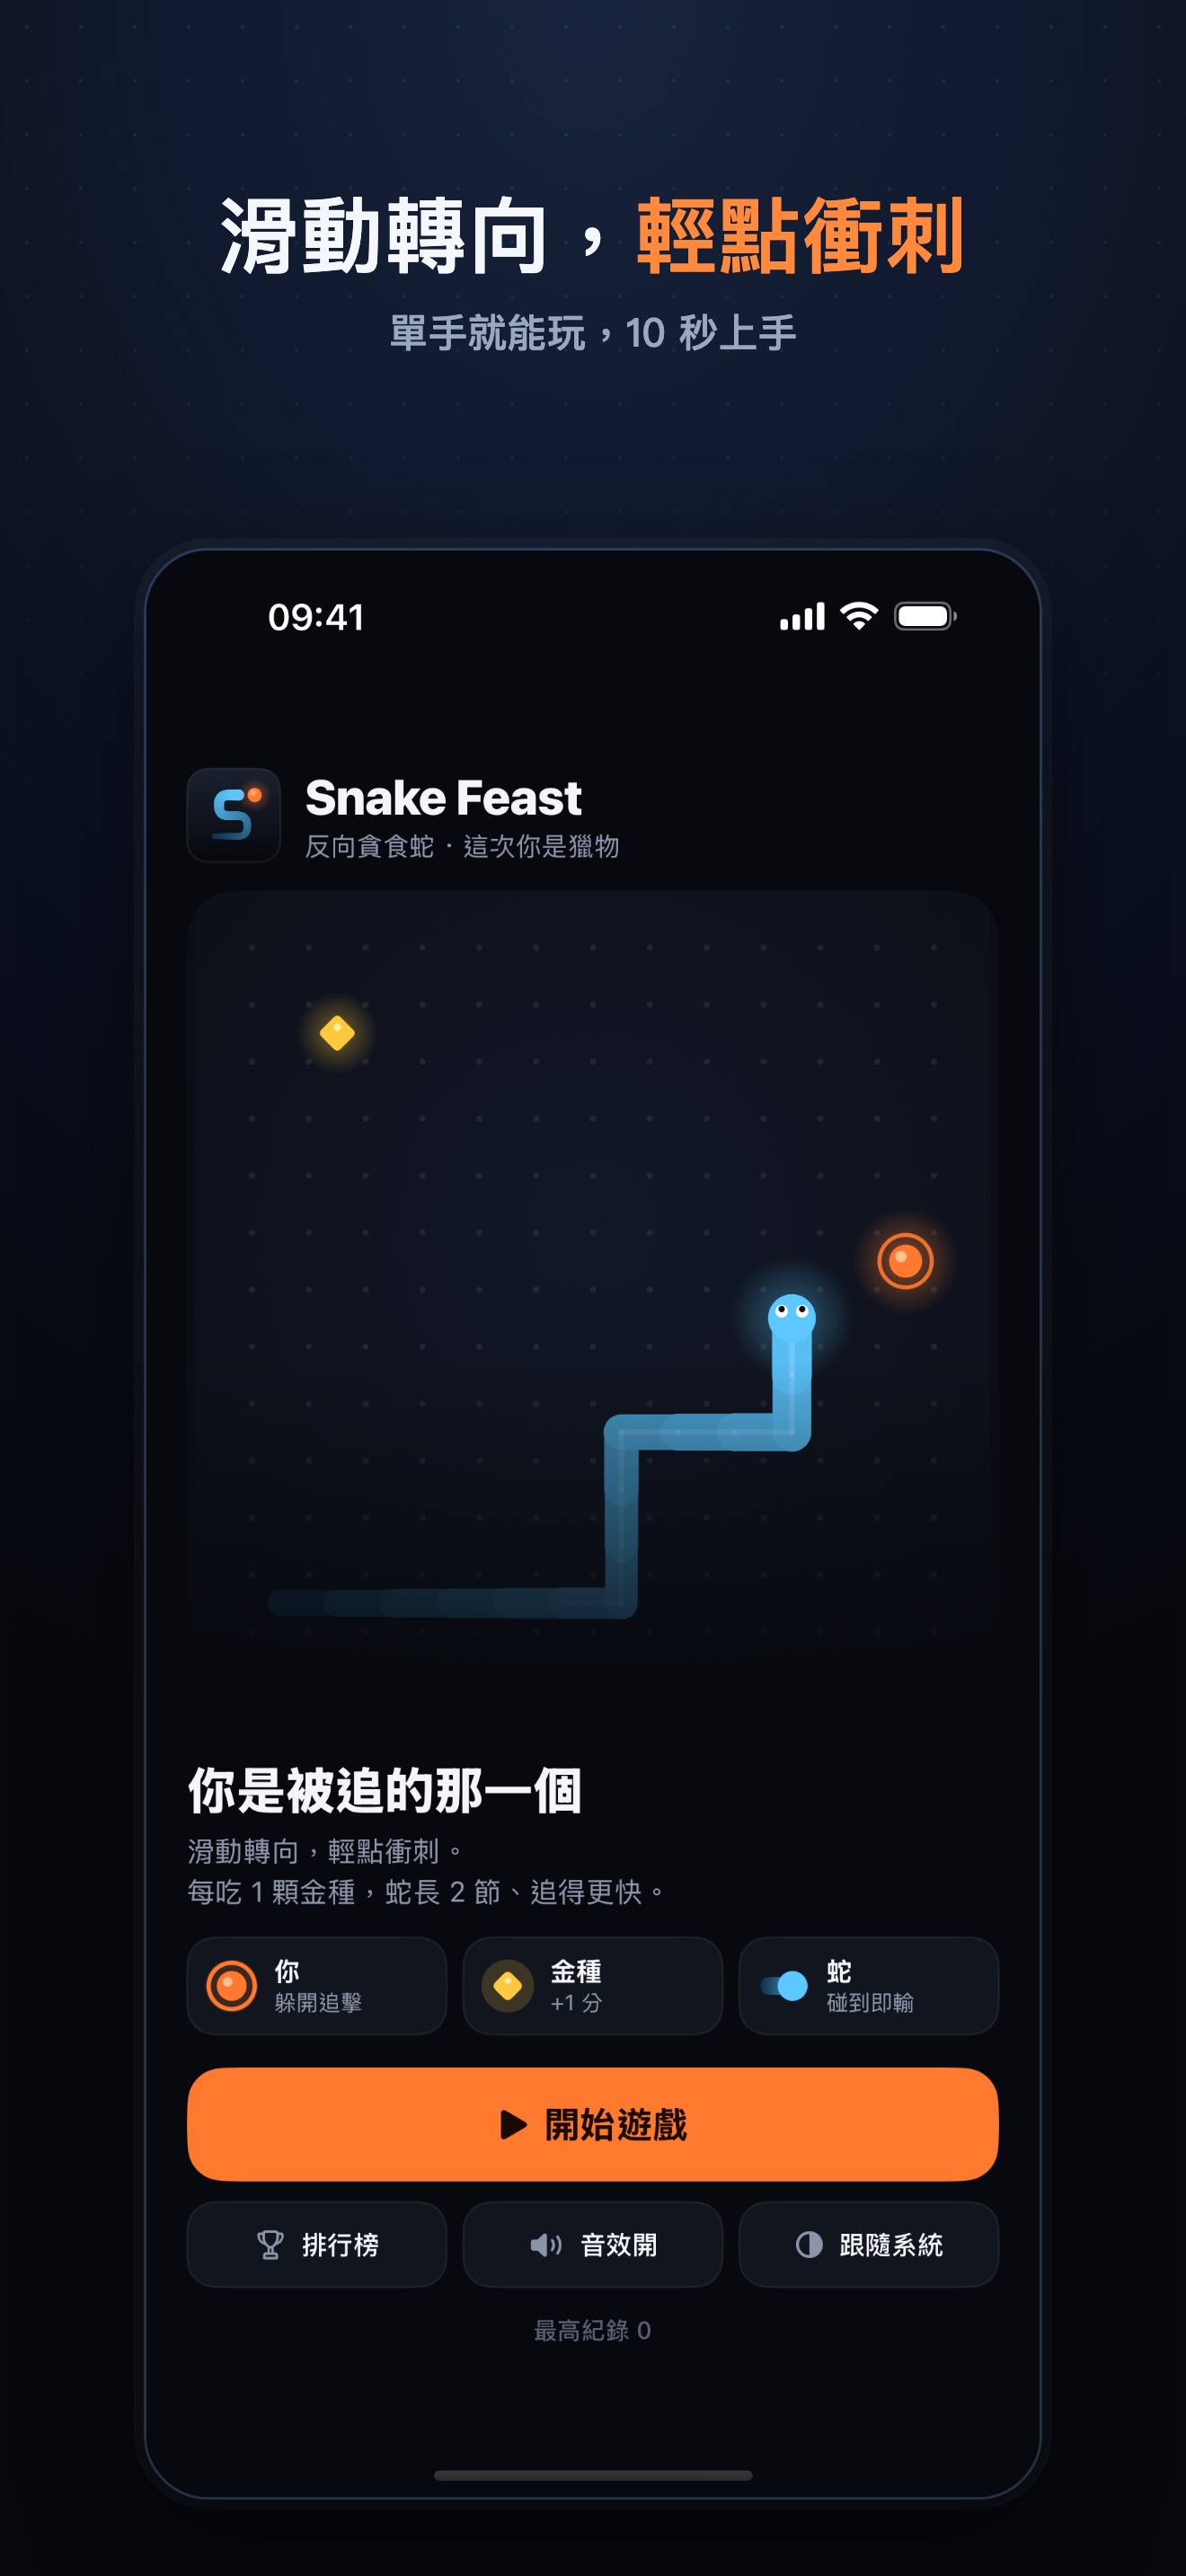 滑動轉向，輕點衝刺
單手就能玩，10 秒上手
09:41
Snake Feast
反向貪食蛇 · 這次你是獵物
你是被追的那一個
滑動轉向，輕點衝刺。
每吃 1 顆金種，蛇長 2 節、追得更快。
你
躲開追擊
金種
+1 分
蛇
碰到即輸
開始遊戲
排行榜
音效開
跟隨系統
最高紀錄 0